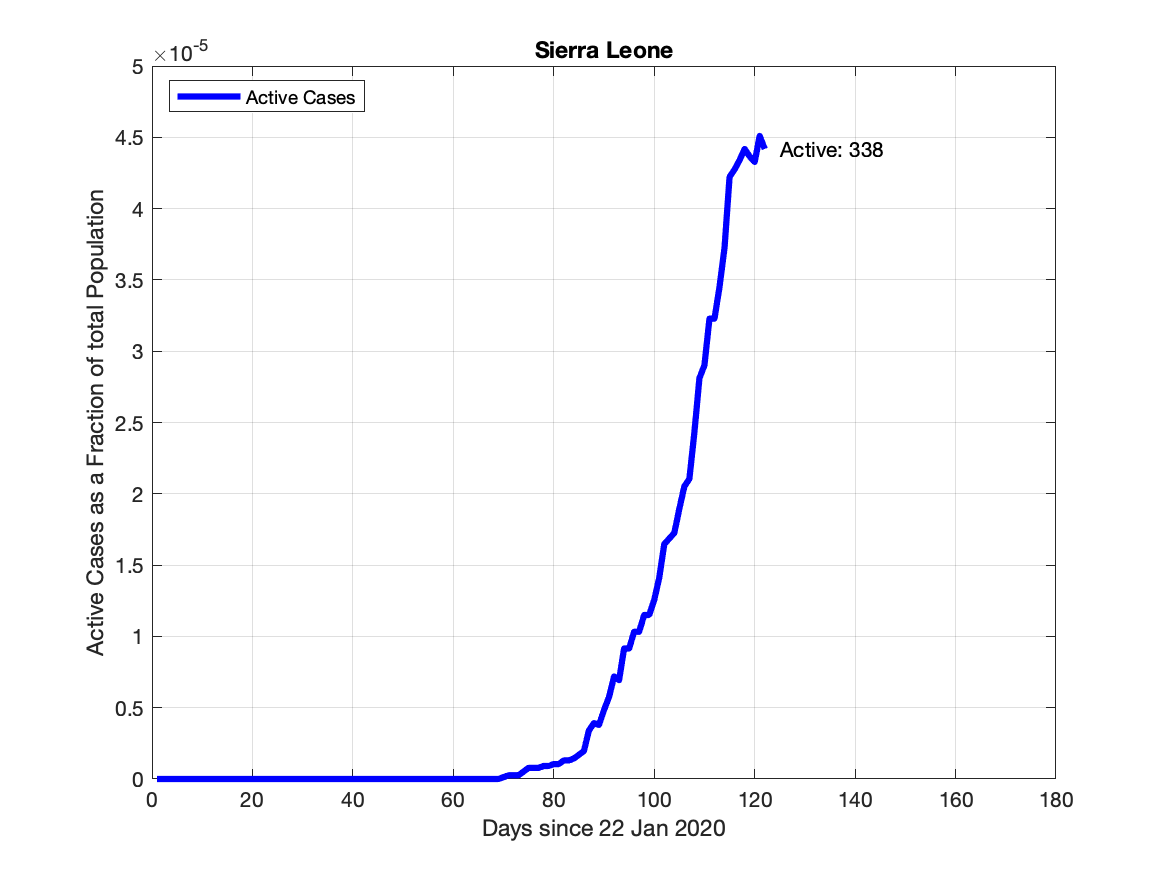 Sierra Leone
×10-5
Active Cases
Active: 338
5
4.5
4
3.5
3
2.5
2
1.5
1
0.5
0
Active Cases as a Fraction of total Population
0 20 40 60 80 100 120 140 160 180
Days since 22 Jan 2020